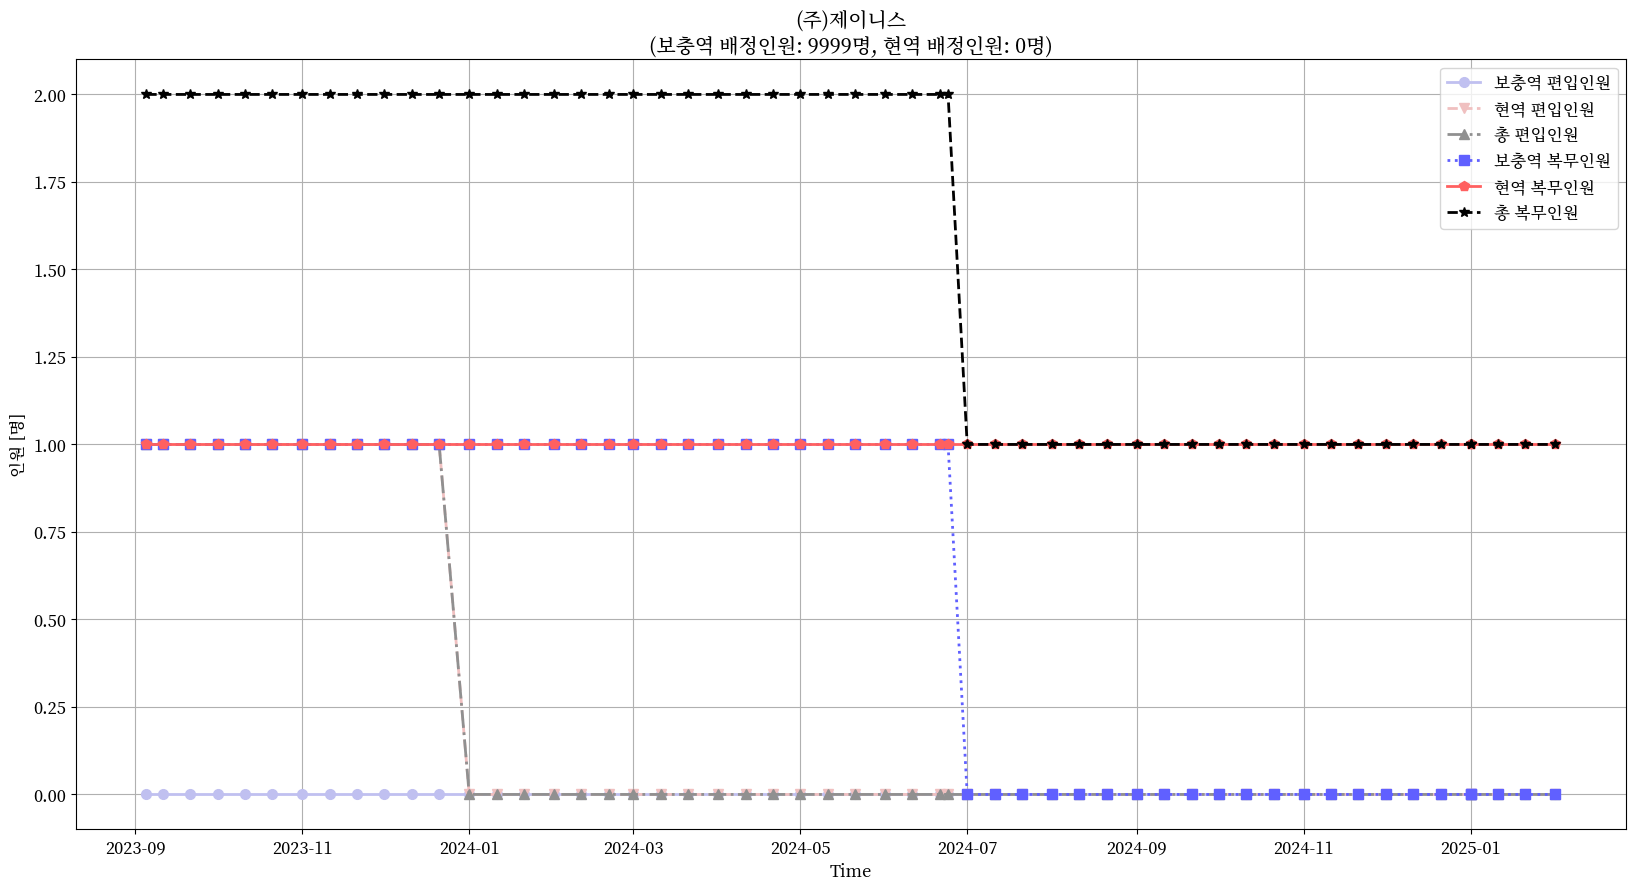 (주)제이니스
(보충역 배정인원: 9999명, 현역 배정인원: 0명)
보충역 편입인원
현역 편입인원
총 편입인원
보충역 복무인원
현역 복무인원
총 복무인원
2.00
1.75
1.50
1.25
1.00
0.75
0.50
0.25
0.00
인원 [명]
2023-09 2023-11 2024-01 2024-03 2024-05 2024-07 2024-09 2024-11 2025-01
Time